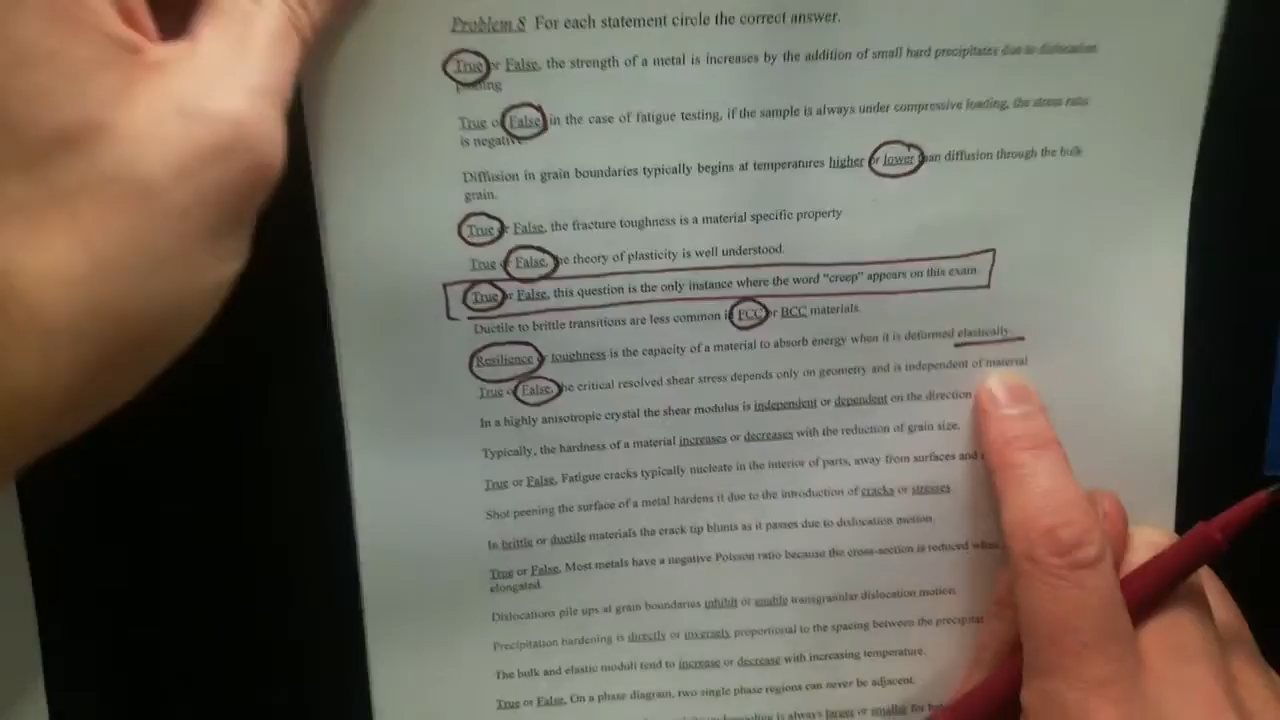 Problem 8 For each statement circle the correct answer.
True or False, the strength of a metal is increases by the addition of small hard precipitates due to dislocation
pinning
True or False, in the case of fatigue testing, if the sample is always under compressive loading, the stress ratio
is negative.
Diffusion in grain boundaries typically begins at temperatures higher or lower than diffusion through the bulk
grain.
True or False, the fracture toughness is a material specific property
True or False, the theory of plasticity is well understood.
True or False, this question is the only instance where the word "creep" appears on this exam.
Ductile to brittle transitions are less common in FCC or BCC materials.
Resilience or toughness is the capacity of a material to absorb energy when it is deformed elastically.
True or False, the critical resolved shear stress depends only on geometry and is independent of material
In a highly anisotropic crystal the shear modulus is independent or dependent on the direction
Typically, the hardness of a material increases or decreases with the reduction of grain size.
True or False, Fatigue cracks typically nucleate in the interior of parts, away from surfaces and
Shot peening the surface of a metal hardens it due to the introduction of cracks or stresses
In brittle or ductile materials the crack tip blunts as it passes due to dislocation motion.
True or False, Most metals have a negative Poisson ratio because the cross-section is reduced when
elongated.
Dislocations pile ups at grain boundaries inhibit or enable transgranular dislocation motion.
Precipitation hardening is directly or inversely proportional to the spacing between the
The bulk and elastic moduli tend to increase or decrease with increasing temperature.
True or False, On a phase diagram, two single phase regions can never be adjacent.
is always larger or smaller for